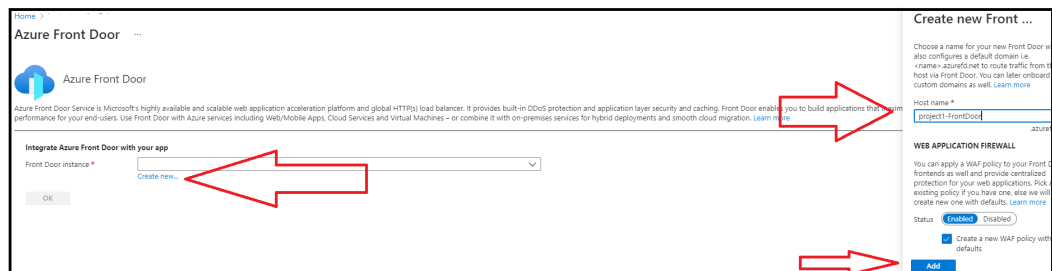 Home >
Azure Front Door ...
Azure Front Door
Azure Front Door Service is Microsoft's highly available and scalable web application acceleration platform and global HTTP(s) load balancer. It provides built-in DDoS protection and application layer security and caching. Front Door enables you to build applications that maxim
performance for your end-users. Use Front Door with Azure services including Web/Mobile Apps, Cloud Services and Virtual Machines – or combine it with on-premises services for hybrid deployments and smooth cloud migration. Learn more
Integrate Azure Front Door with your app
Front Door instance *
Create new...
OK
Create new Front ...
Choose a name for your new Front Door w
also configures a default domain i.e.
<name>.azurefd.net to route traffic from th
host via Front Door. You can later onboard
custom domains as well. Learn more
Host name *
project1-FrontDoor
.azuref
WEB APPLICATION FIREWALL
You can apply a WAF policy to your Front D
frontends as well and provide centralized
protection for your web applications. Pick a
existing policy if you have one, else we will
create new one with defaults. Learn more
Status Enabled Disabled
Create a new WAF policy with
defaults
Add